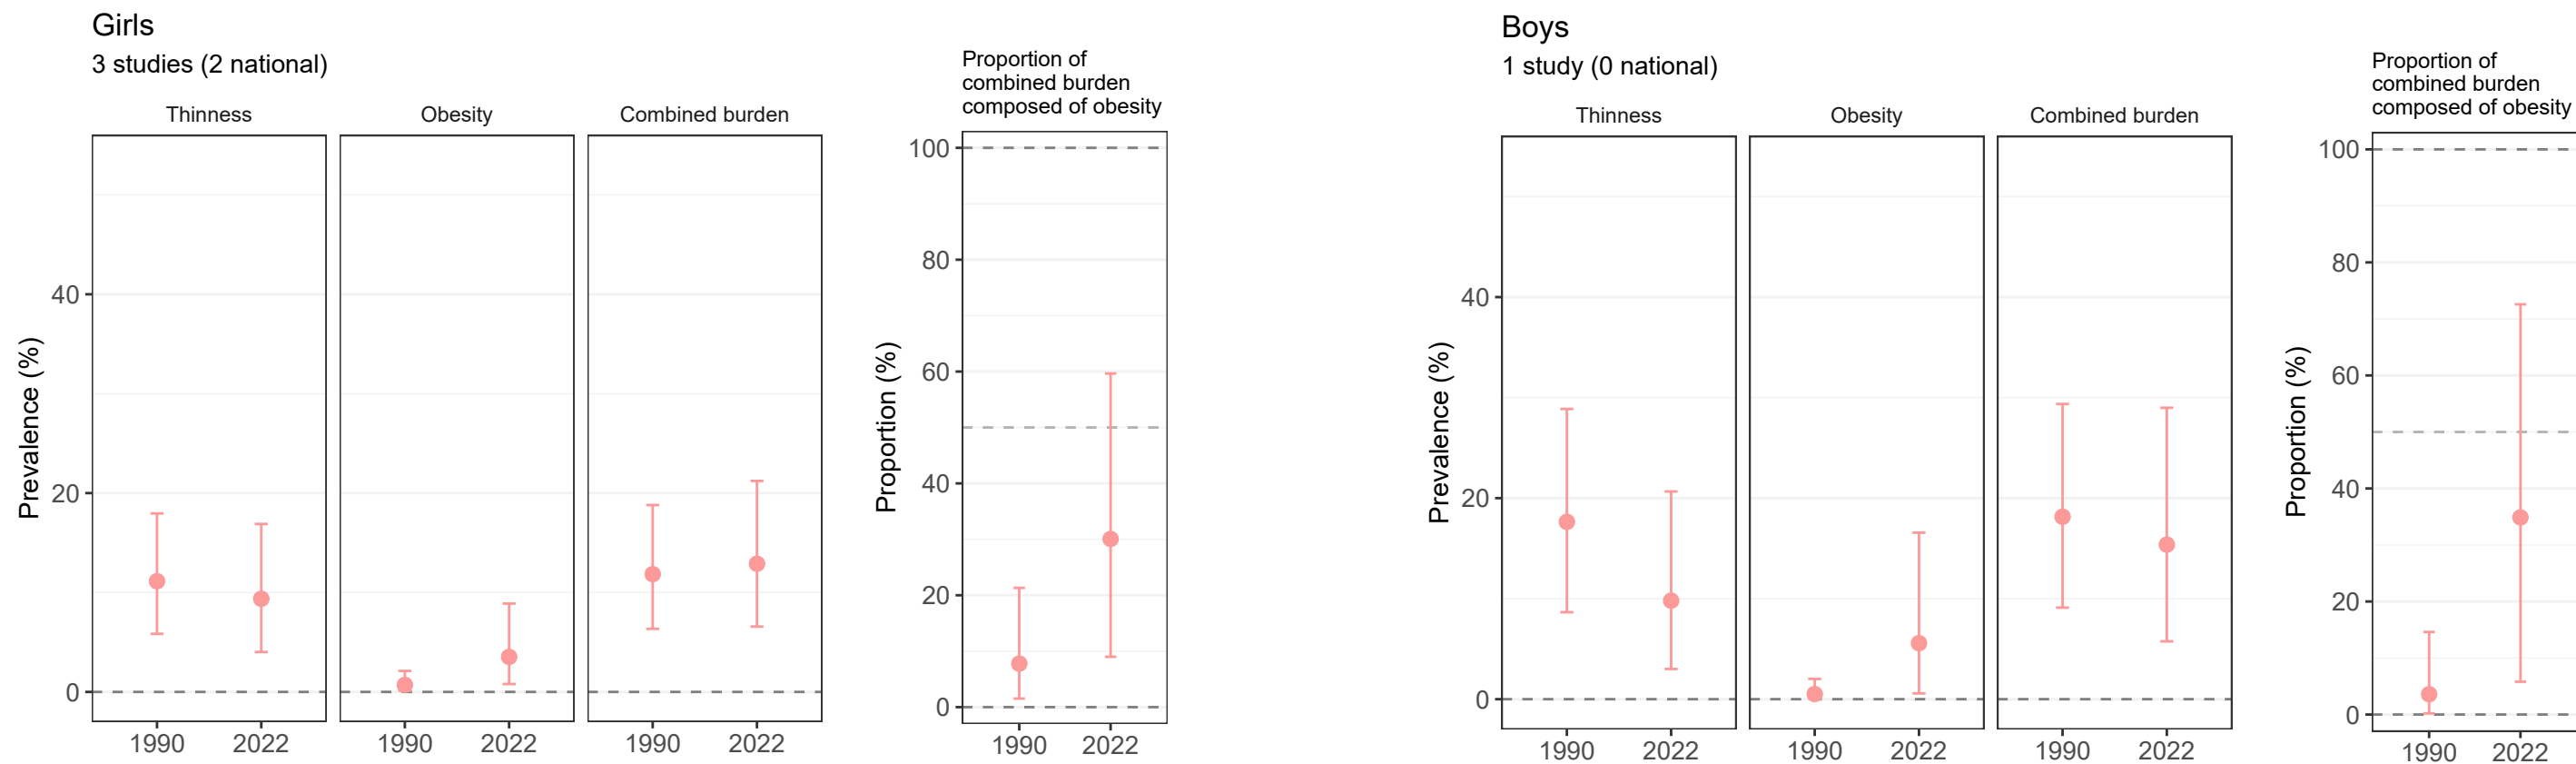 Girls
3 studies (2 national)
Thinness
Obesity
Combined burden
Prevalence (%)
40
20
0
1990 2022
1990 2022
1990 2022
Proportion of
combined burden
composed of obesity
Proportion (%)
100
80
60
40
20
0
1990 2022
Boys
1 study (0 national)
Thinness
Obesity
Combined burden
Prevalence (%)
40
20
0
1990 2022
1990 2022
1990 2022
Proportion of
combined burden
composed of obesity
Proportion (%)
100
80
60
40
20
0
1990 2022